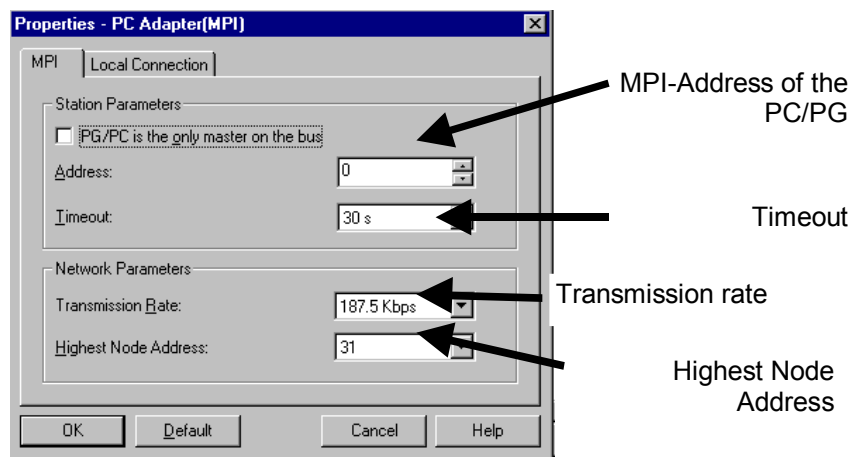 Properties - PC Adapter(MPI)
MPI
Local Connection
Station Parameters
PG/PC is the only master on the bus
Address:
0
Timeout:
30 s
Network Parameters
Transmission Rate:
187.5 Kbps
Highest Node Address:
31
OK
Default
Cancel
Help
MPI-Address of the
PC/PG
Timeout
Transmission rate
Highest Node
Address